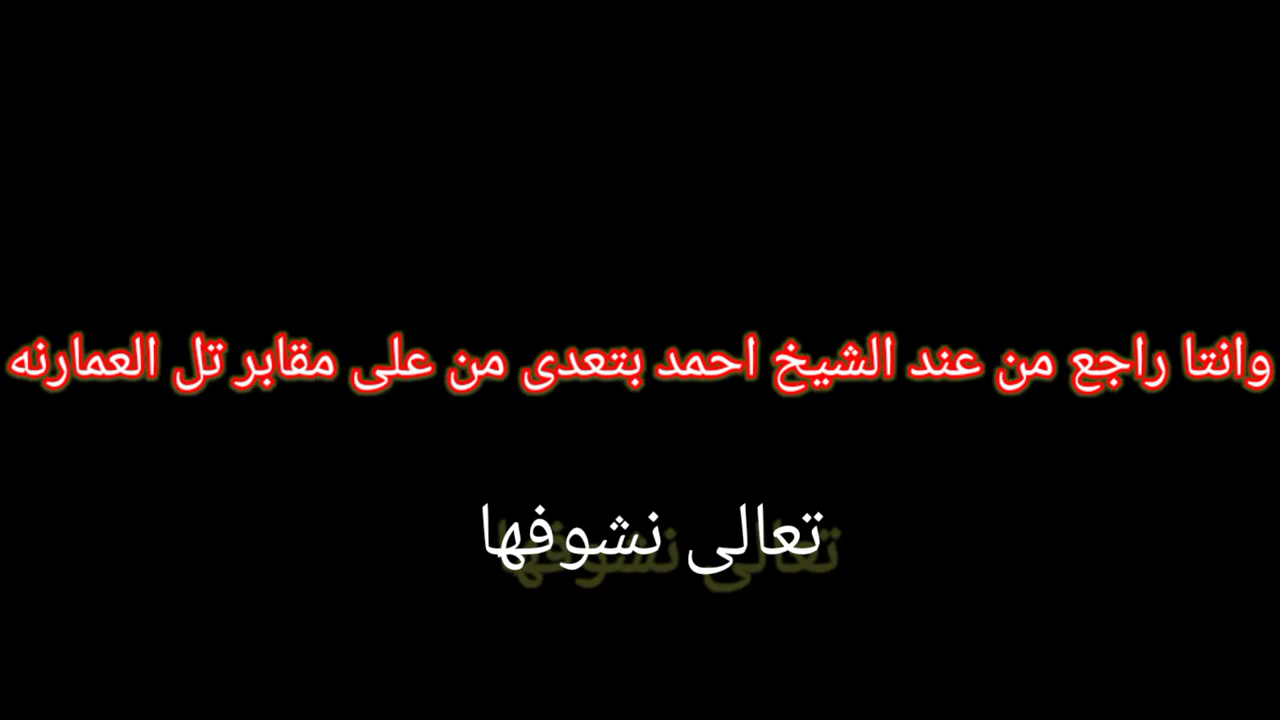 وانتا راجع من عند الشيخ احمد بتعدى من على مقابر تل العمارنه
تعالى نشوفها